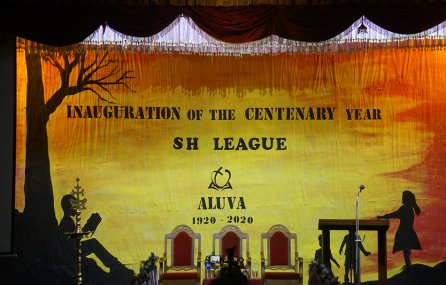 INAUGURATION OF THE CENTENARY YEAR
SH LEAGUE
ALUVA
1920 - 2020